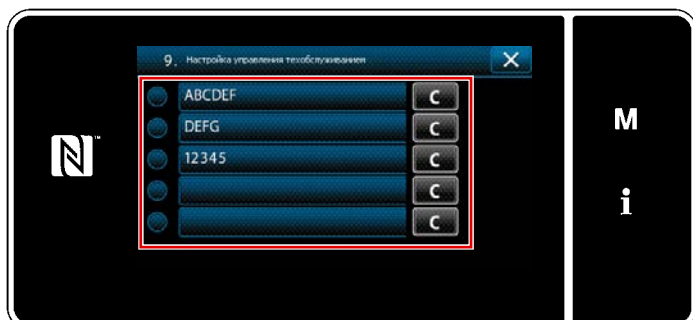 9. Настройка управления техобслуживанием
ABCDEF C
DEFG C
12345 C
C
C
M
i